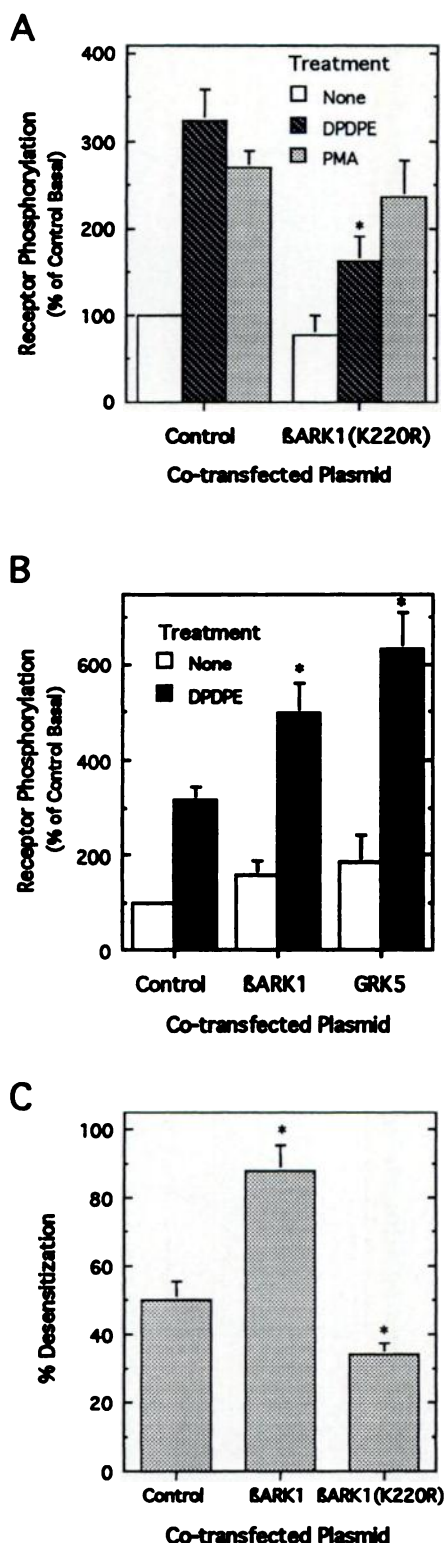 A
Receptor Phosphorylation
(% of Control Basal)
400
300
200
100
0
Treatment
None
DPDPE
PMA
*
Control
ßARK1(K220R)
Co-transfected Plasmid
B
Receptor Phosphorylation
(% of Control Basal)
600
400
200
0
Treatment
None
DPDPE
*
*
Control
ßARK1
GRK5
Co-transfected Plasmid
C
% Desensitization
100
80
60
40
20
0
*
*
Control
ßARK1
ßARK1(K220R)
Co-transfected Plasmid